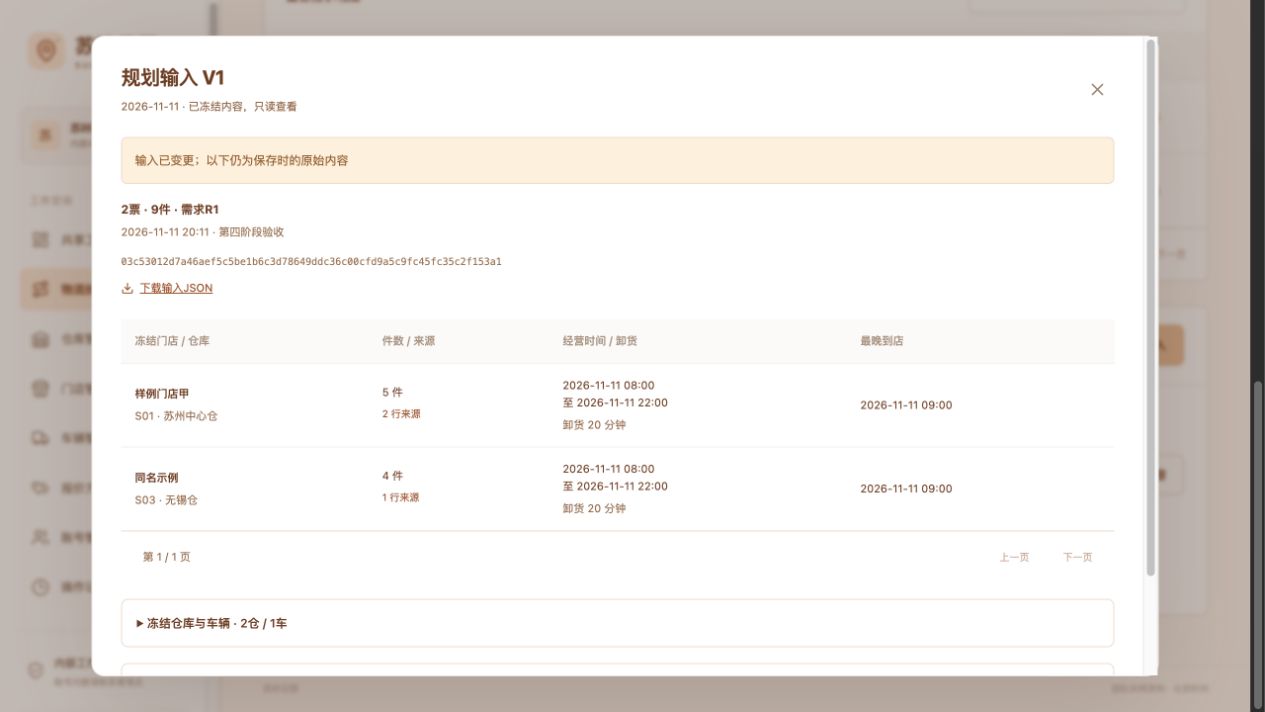 规划输入 V1
2026-11-11 · 已冻结内容，只读查看
输入已变更；以下仍为保存时的原始内容
2票 · 9件 · 需求R1
2026-11-11 20:11 · 第四阶段验收
03c53012d7a46aef5c5be1b6c3d78649ddc36c00cfd9a5c9fc45fc35c2f153a1
下载输入JSON
冻结门店 / 仓库 件数 / 来源 经营时间 / 卸货 最晚到店
样例门店甲
S01 · 苏州中心仓
5 件
2 行来源
2026-11-11 08:00
至 2026-11-11 22:00
卸货 20 分钟
2026-11-11 09:00
同名示例
S03 · 无锡仓
4 件
1 行来源
2026-11-11 08:00
至 2026-11-11 22:00
卸货 20 分钟
2026-11-11 09:00
第 1 / 1 页 上一页 下一页
冻结仓库与车辆 · 2仓 / 1车